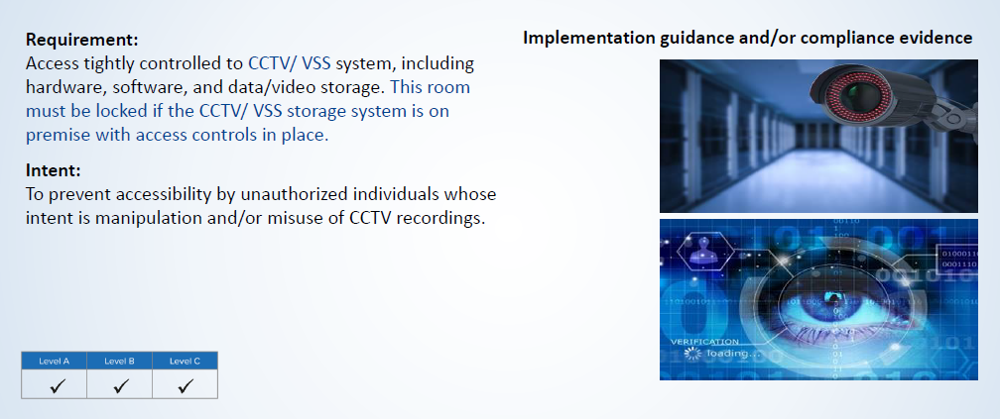 Requirement:
Access tightly controlled to CCTV/ VSS system, including
hardware, software, and data/video storage. This room
must be locked if the CCTV/ VSS storage system is on
premise with access controls in place.
Intent:
To prevent accessibility by unauthorized individuals whose
intent is manipulation and/or misuse of CCTV recordings.
Level A Level B Level C
✓ ✓ ✓
Implementation guidance and/or compliance evidence
VERIFICATION
loading...